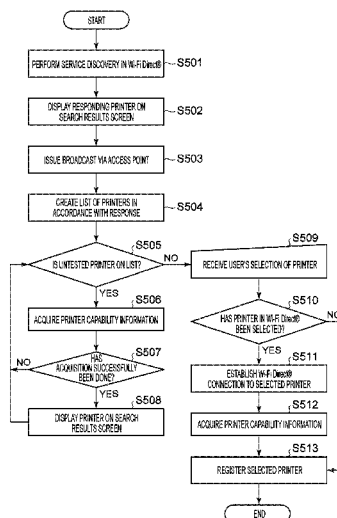 START
PERFORM SERVICE DISCOVERY IN Wi-Fi Direct®
S501
DISPLAY RESPONDING PRINTER ON
SEARCH RESULTS SCREEN
S502
ISSUE BROADCAST VIA ACCESS POINT
S503
CREATE LIST OF PRINTERS IN
ACCORDANCE WITH RESPONSE
S504
S505
IS UNTESTED PRINTER ON LIST?
NO
YES
S506
ACQUIRE PRINTER CAPABILITY INFORMATION
S507
HAS
ACQUISITION SUCCESSFULLY
BEEN DONE?
NO
YES
S508
DISPLAY PRINTER ON SEARCH
RESULTS SCREEN
S509
RECEIVE USER'S SELECTION OF PRINTER
S510
HAS PRINTER IN Wi-Fi Direct®
BEEN SELECTED?
NO
YES
S511
ESTABLISH Wi-Fi Direct®
CONNECTION TO SELECTED PRINTER
S512
ACQUIRE PRINTER CAPABILITY INFORMATION
S513
REGISTER SELECTED PRINTER
END